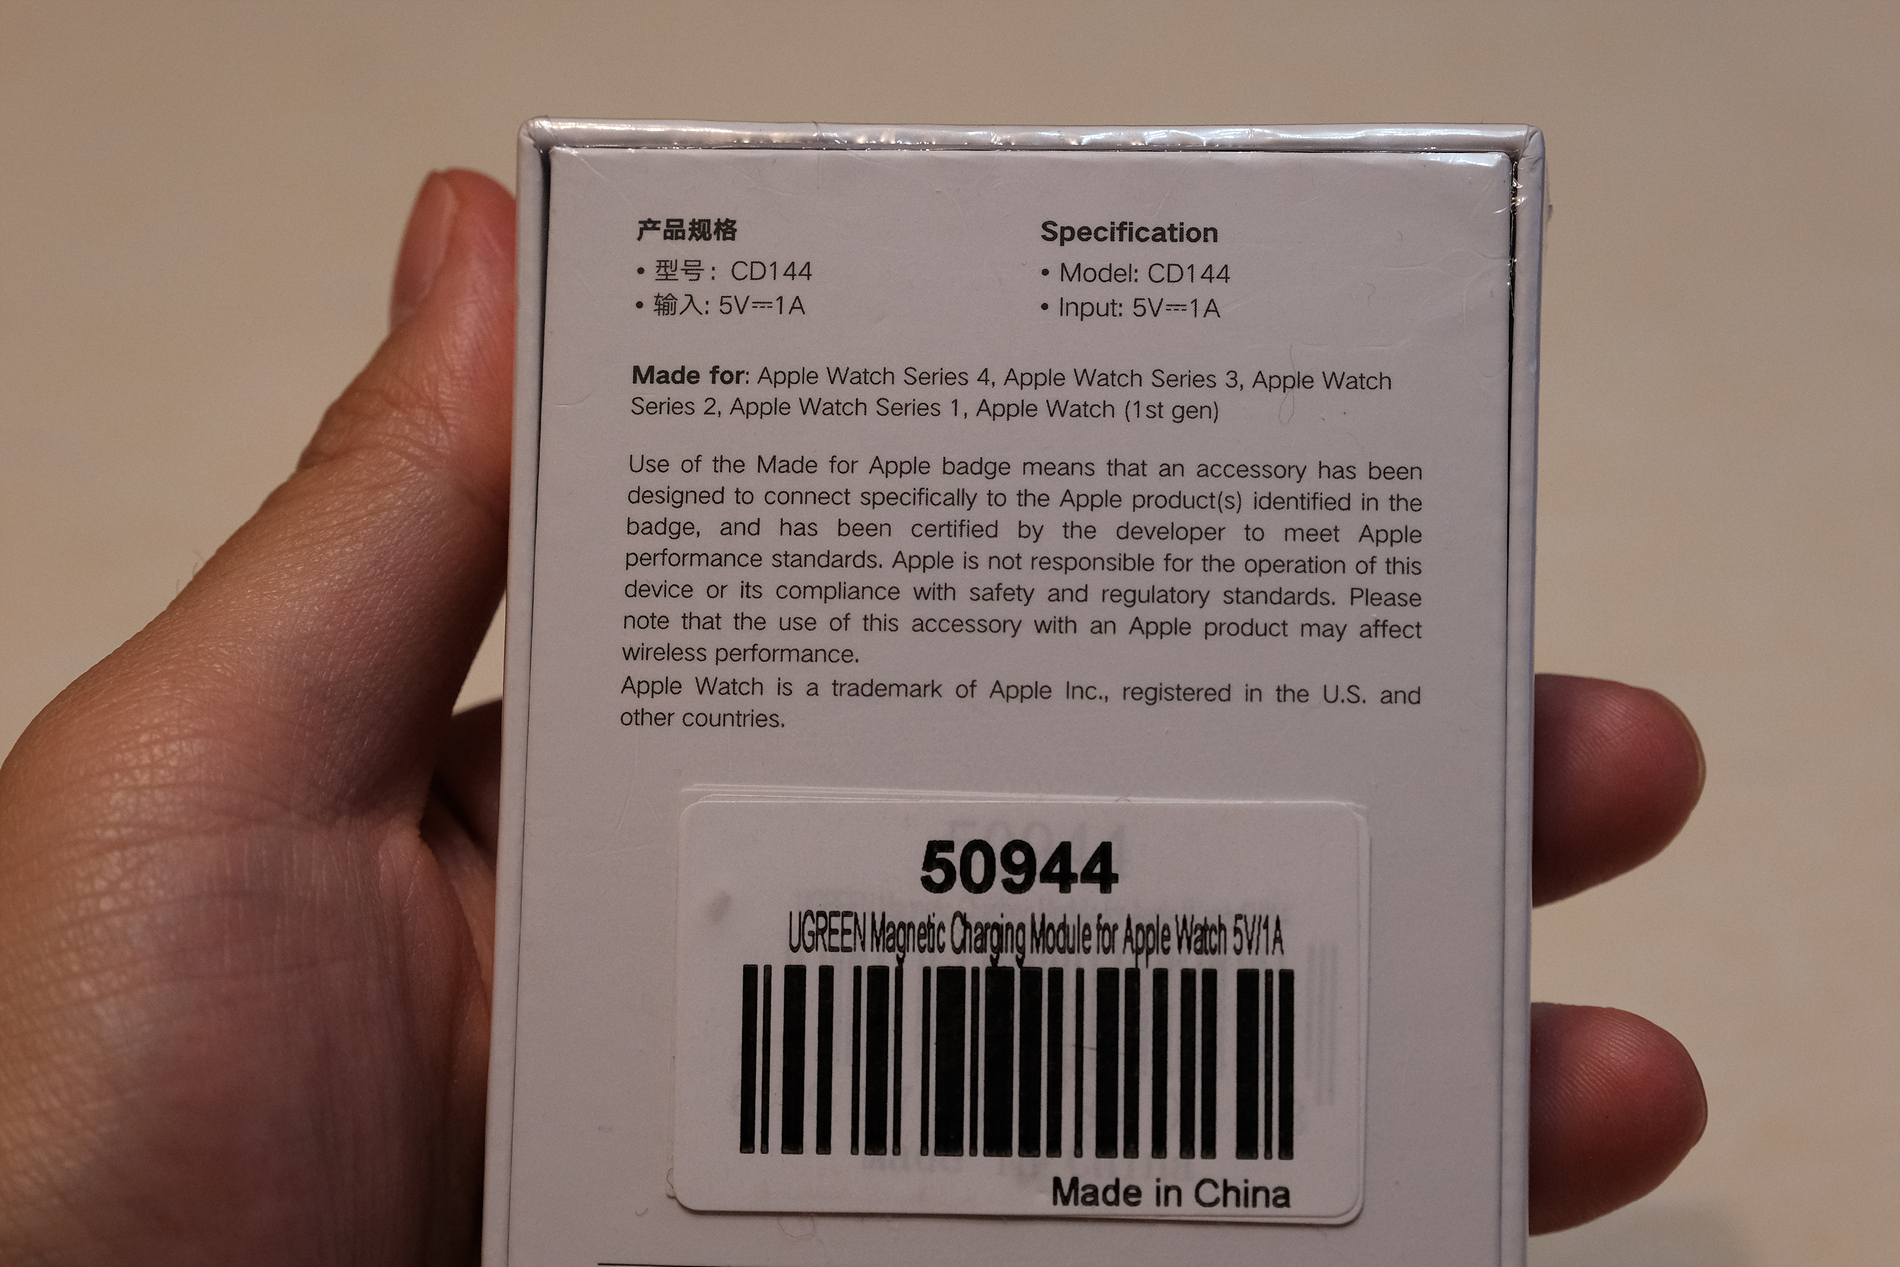 产品规格
• 型号: CD144
• 输入: 5V⎓1A
Specification
• Model: CD144
• Input: 5V⎓1A
Made for: Apple Watch Series 4, Apple Watch Series 3, Apple Watch
Series 2, Apple Watch Series 1, Apple Watch (1st gen)
Use of the Made for Apple badge means that an accessory has been
designed to connect specifically to the Apple product(s) identified in the
badge, and has been certified by the developer to meet Apple
performance standards. Apple is not responsible for the operation of this
device or its compliance with safety and regulatory standards. Please
note that the use of this accessory with an Apple product may affect
wireless performance.
Apple Watch is a trademark of Apple Inc., registered in the U.S. and
other countries.
50944
UGREEN Magnetic Charging Module for Apple Watch 5V/1A
Made in China